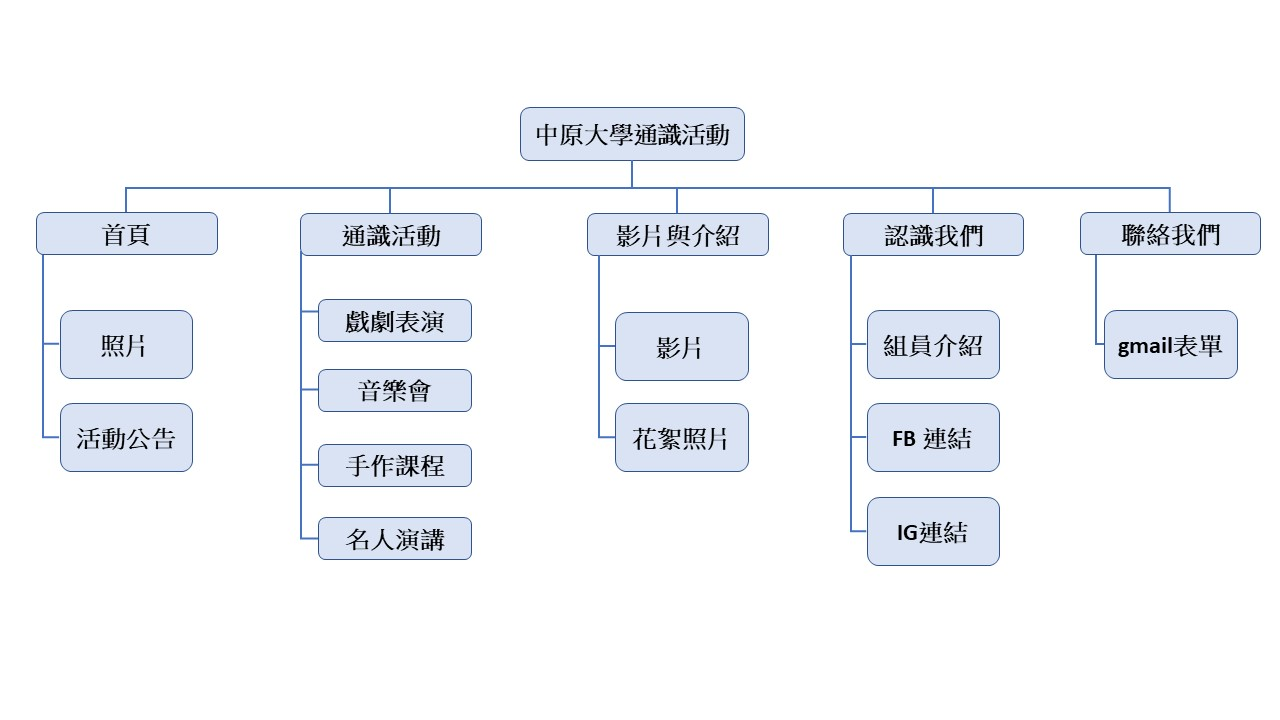 中原大學通識活動
首頁
通識活動
影片與介紹
認識我們
聯絡我們
照片
活動公告
戲劇表演
音樂會
手作課程
名人演講
影片
花絮照片
組員介紹
FB 連結
IG連結
gmail表單